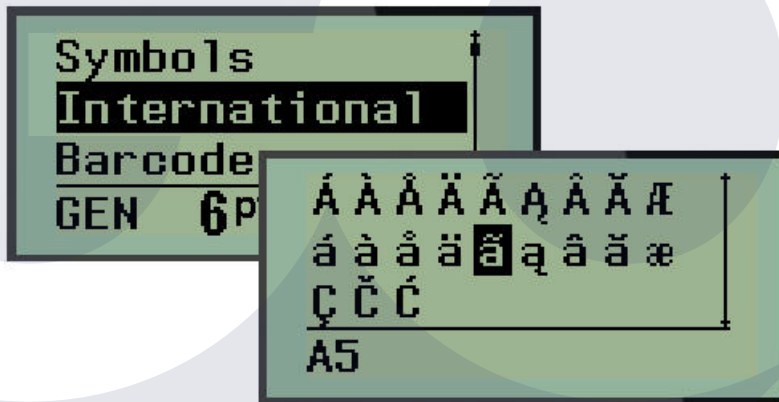 Symbols
International
Barcode
GEN 6P
Á À Å Ä Ã Ą Â Ă Æ
á à å ä ã ą â ă æ
Ç Č Ć
A5